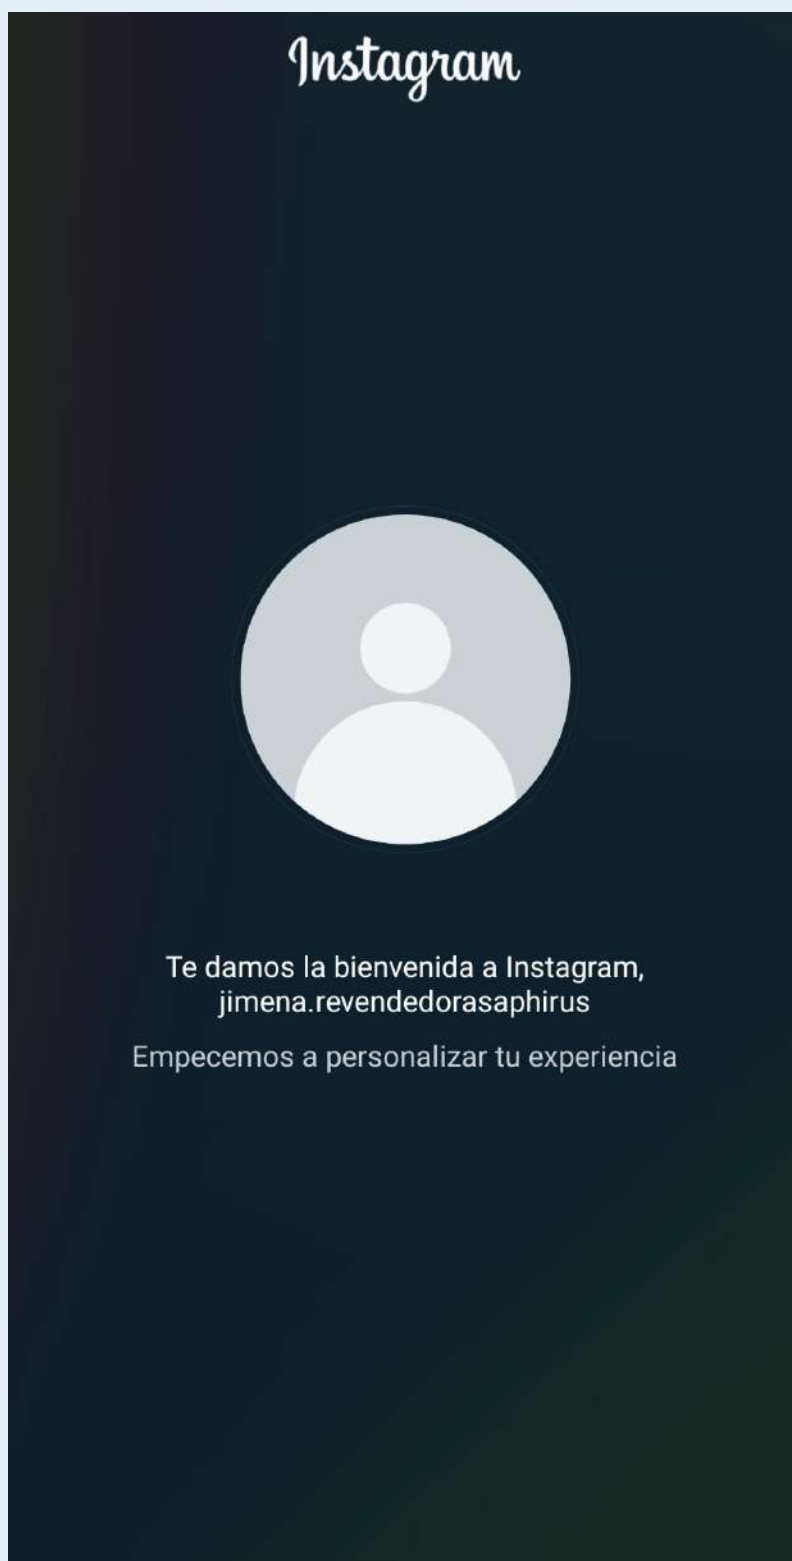 Instagram
Te damos la bienvenida a Instagram,
jimena.revendedorasaphirus
Empecemos a personalizar tu experiencia